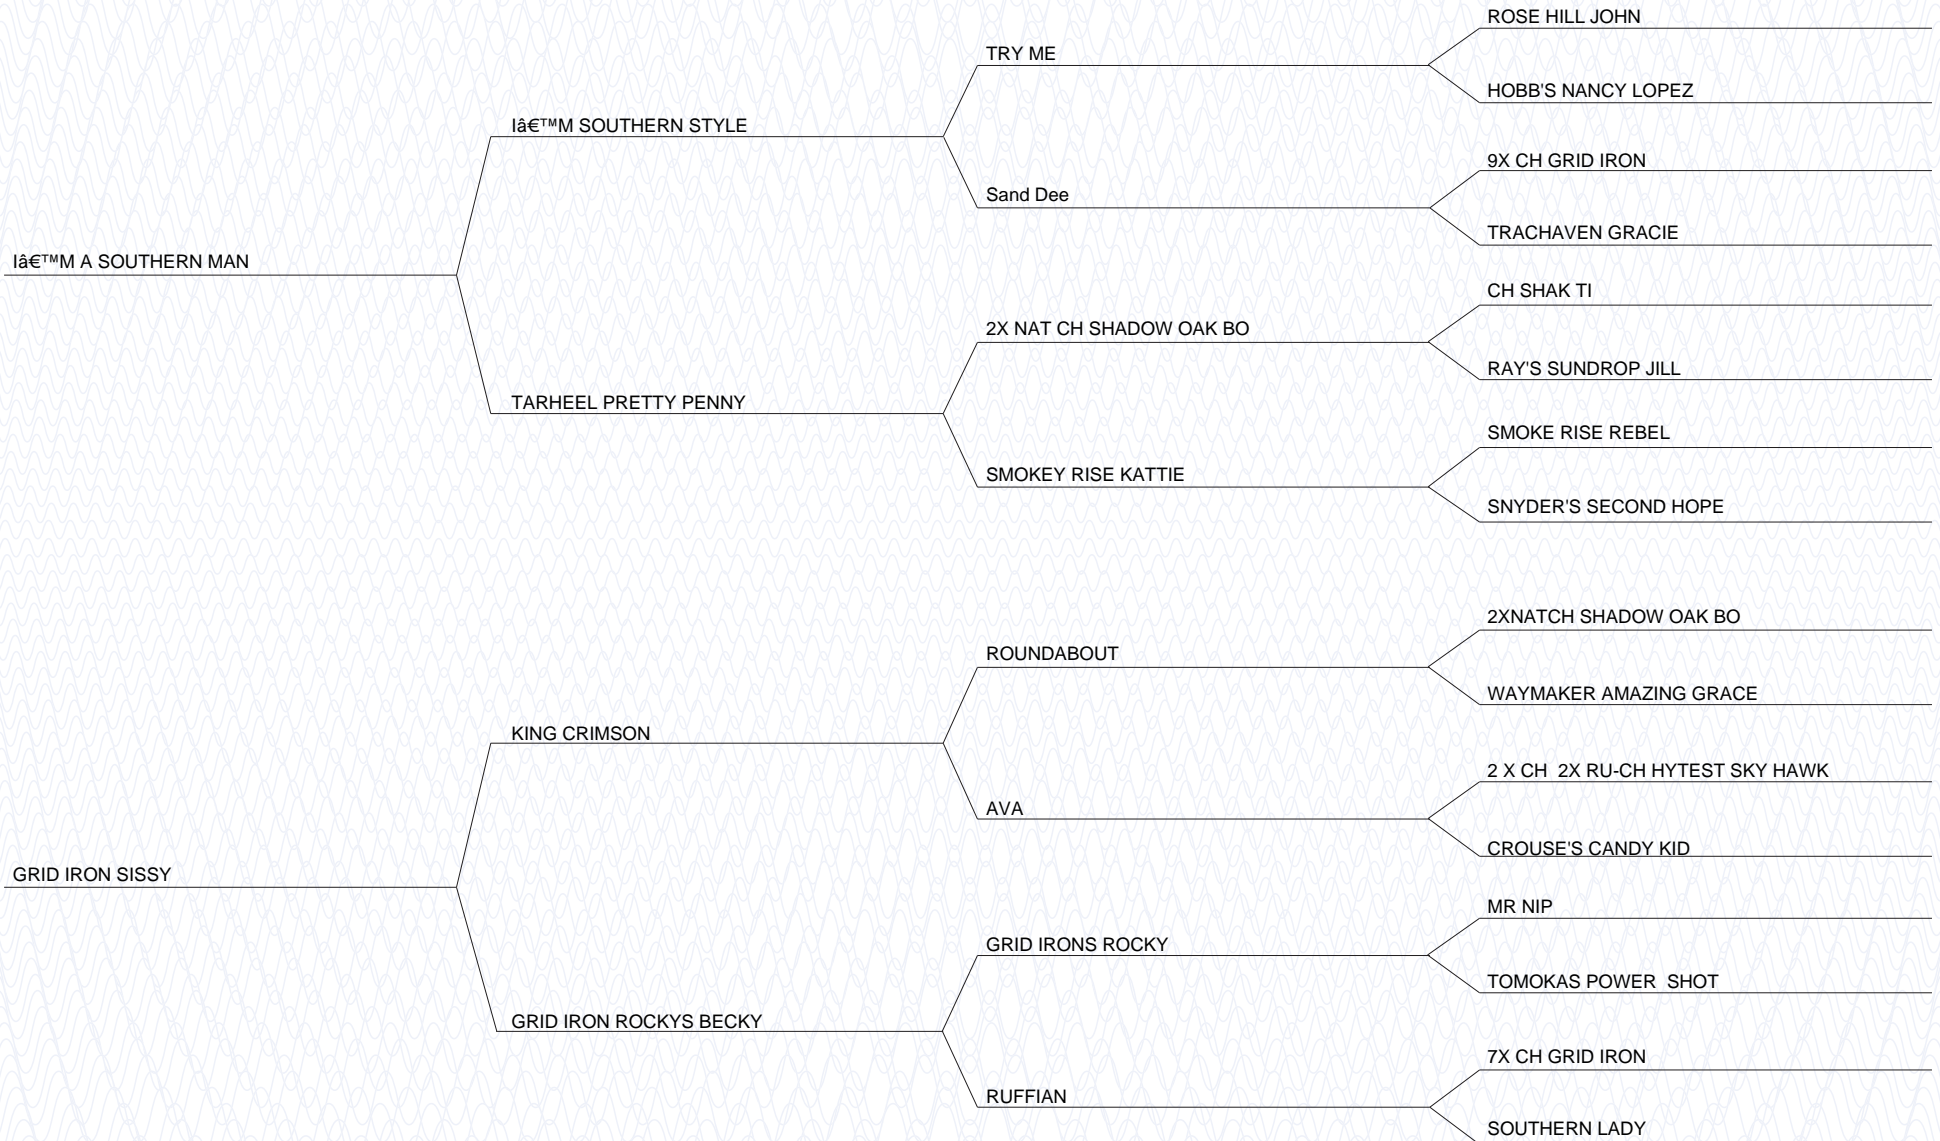 ROSE HILL JOHN
TRY ME
HOBB'S NANCY LOPEZ
Iâ€™M SOUTHERN STYLE
9X CH GRID IRON
Sand Dee
TRACHAVEN GRACIE
Iâ€™M A SOUTHERN MAN
CH SHAK TI
2X NAT CH SHADOW OAK BO
RAY'S SUNDROP JILL
TARHEEL PRETTY PENNY
SMOKE RISE REBEL
SMOKEY RISE KATTIE
SNYDER'S SECOND HOPE
2XNATCH SHADOW OAK BO
ROUNDABOUT
WAYMAKER AMAZING GRACE
KING CRIMSON
2 X CH  2X RU-CH HYTEST SKY HAWK
AVA
CROUSE'S CANDY KID
GRID IRON SISSY
MR NIP
GRID IRONS ROCKY
TOMOKAS POWER  SHOT
GRID IRON ROCKYS BECKY
7X CH GRID IRON
RUFFIAN
SOUTHERN LADY